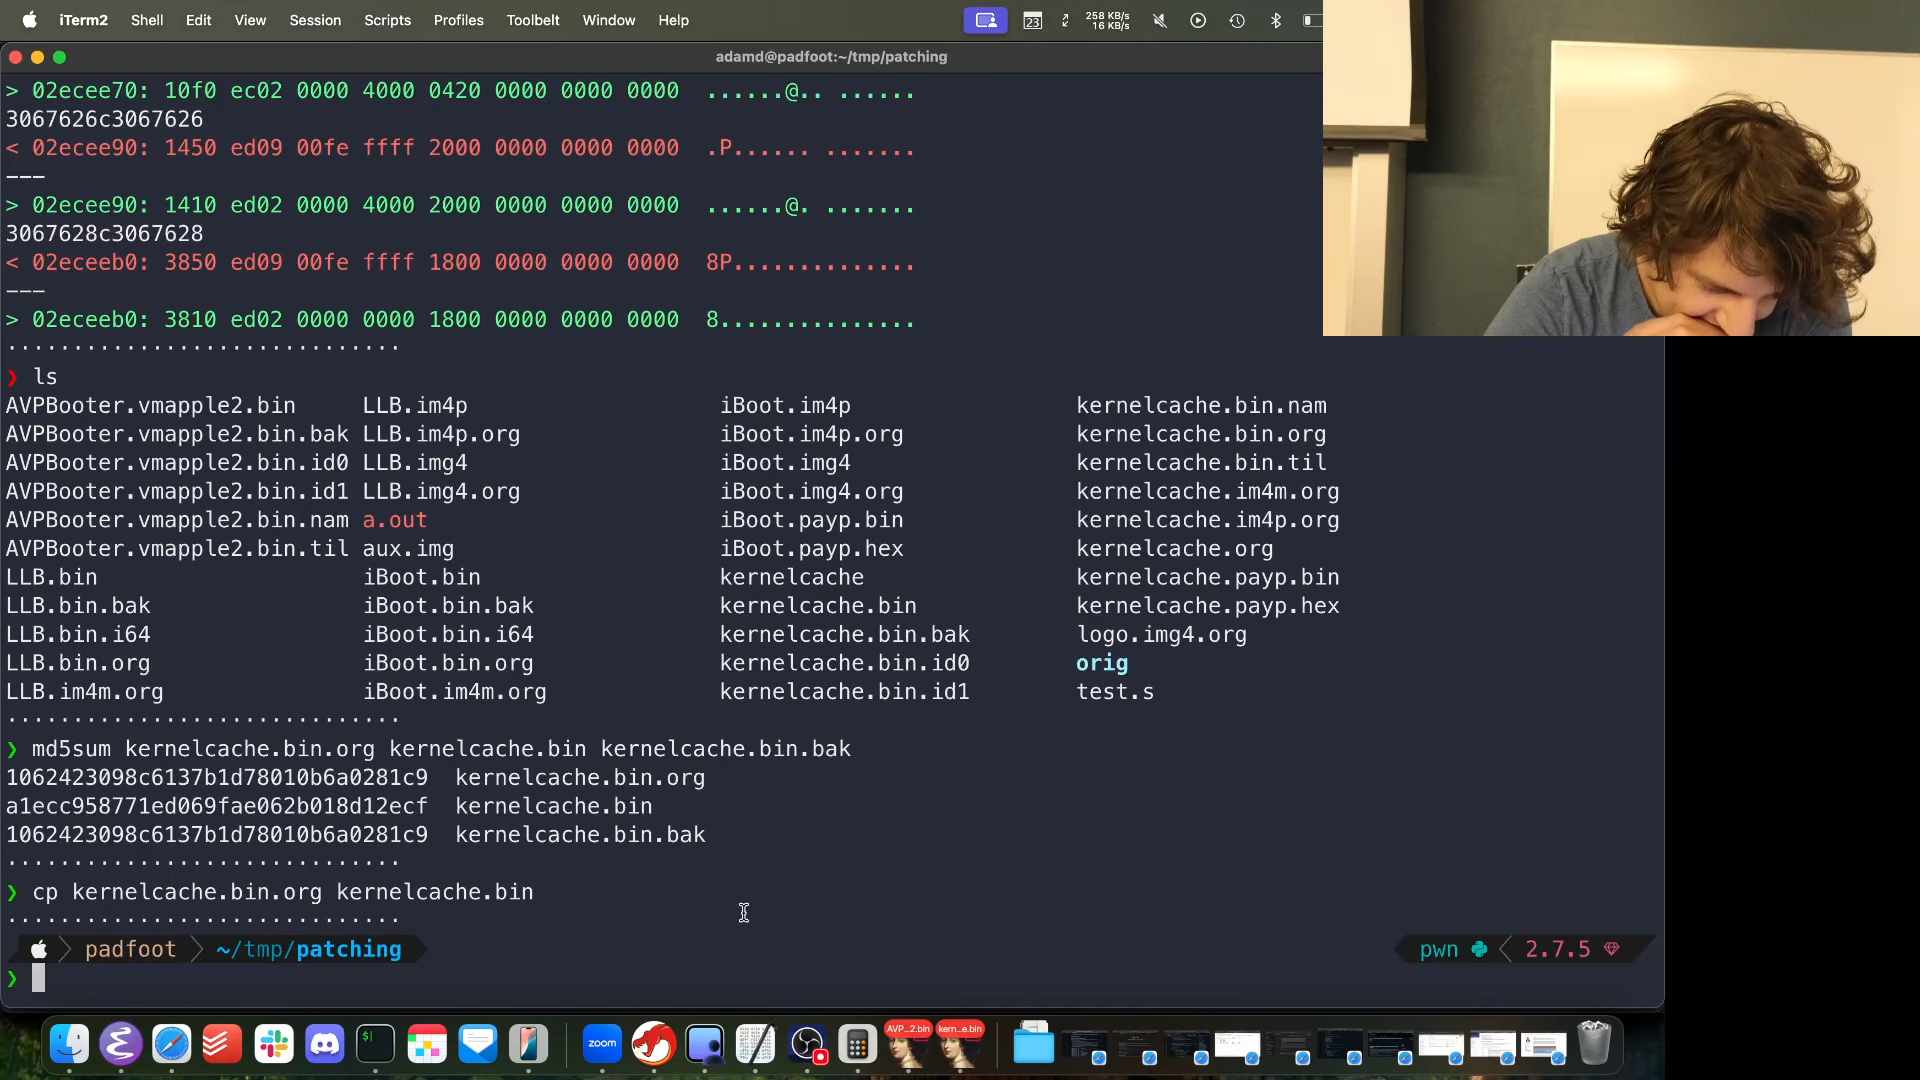 iTerm2 Shell Edit View Session Scripts Profiles Toolbelt Window Help 23 258 KB/s
16 KB/s
adamd@padfoot:~/tmp/patching
> 02ecee70: 10f0 ec02 0000 4000 0420 0000 0000 0000 ......@.. ......
3067626c3067626
< 02ecee90: 1450 ed09 00fe ffff 2000 0000 0000 0000 .P...... .......
---
> 02ecee90: 1410 ed02 0000 4000 2000 0000 0000 0000 ......@. .......
3067628c3067628
< 02eceeb0: 3850 ed09 00fe ffff 1800 0000 0000 0000 8P..............
---
> 02eceeb0: 3810 ed02 0000 0000 1800 0000 0000 0000 8...............
..............................
❯ ls
AVPBooter.vmapple2.bin LLB.im4p iBoot.im4p kernelcache.bin.nam
AVPBooter.vmapple2.bin.bak LLB.im4p.org iBoot.im4p.org kernelcache.bin.org
AVPBooter.vmapple2.bin.id0 LLB.img4 iBoot.img4 kernelcache.bin.til
AVPBooter.vmapple2.bin.id1 LLB.img4.org iBoot.img4.org kernelcache.im4m.org
AVPBooter.vmapple2.bin.nam a.out iBoot.payp.bin kernelcache.im4p.org
AVPBooter.vmapple2.bin.til aux.img iBoot.payp.hex kernelcache.org
LLB.bin iBoot.bin kernelcache kernelcache.payp.bin
LLB.bin.bak iBoot.bin.bak kernelcache.bin kernelcache.payp.hex
LLB.bin.i64 iBoot.bin.i64 kernelcache.bin.bak logo.img4.org
LLB.bin.org iBoot.bin.org kernelcache.bin.id0 orig
LLB.im4m.org iBoot.im4m.org kernelcache.bin.id1 test.s
..............................
❯ md5sum kernelcache.bin.org kernelcache.bin kernelcache.bin.bak
1062423098c6137b1d78010b6a0281c9 kernelcache.bin.org
a1ecc958771ed069fae062b018d12ecf kernelcache.bin
1062423098c6137b1d78010b6a0281c9 kernelcache.bin.bak
..............................
❯ cp kernelcache.bin.org kernelcache.bin
..............................
padfoot ~/tmp/patching pwn 2.7.5
❯
$ zoom AVP...2.bin kern...e.bin